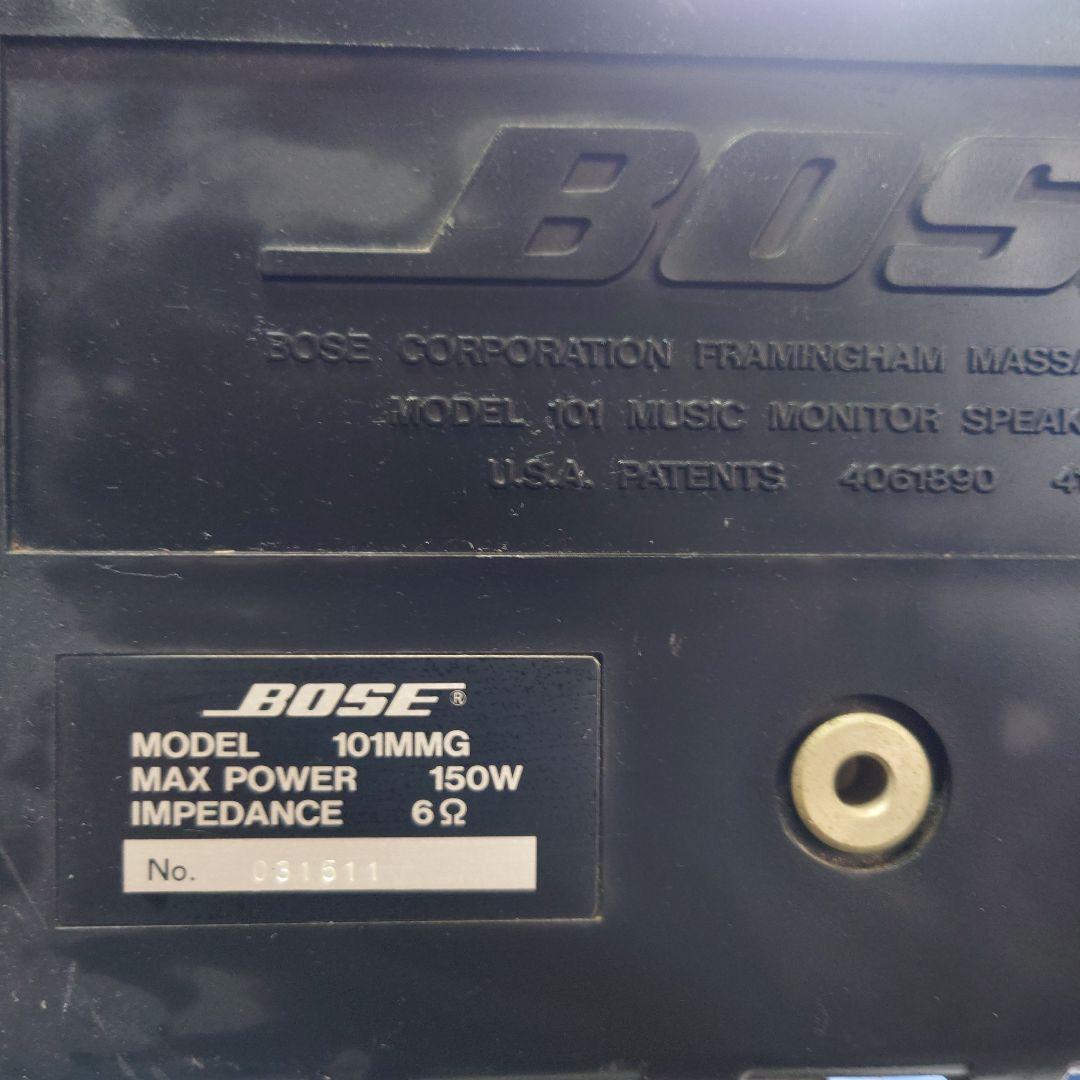 BOSE
BOSE CORPORATION FRAMINGHAM MASSA
MODEL 101 MUSIC MONITOR SPEAK
U.S.A. PATENTS 4061890
BOSE®
MODEL 101MMG
MAX POWER 150W
IMPEDANCE 6Ω
No. 031511